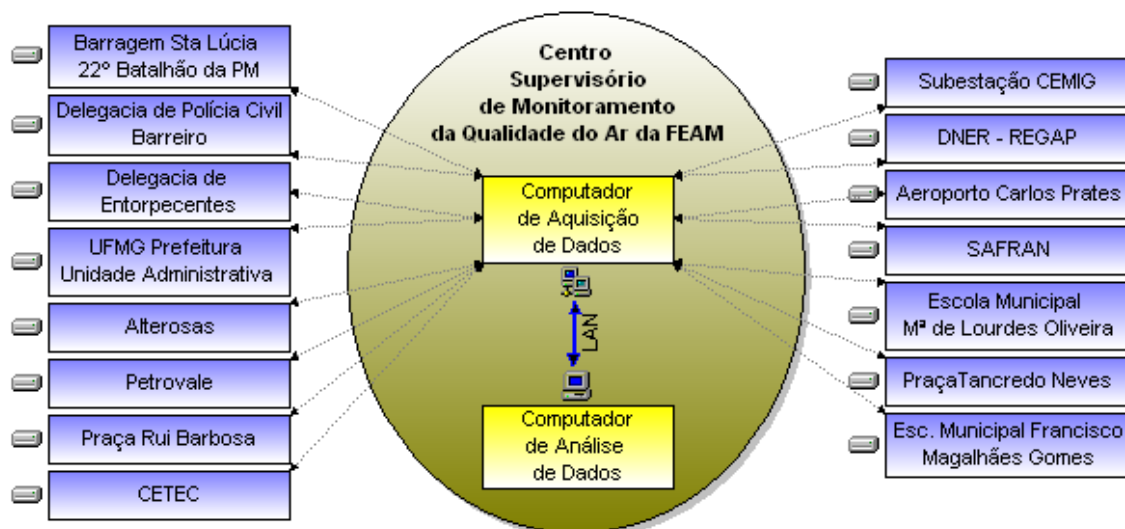 Barragem Sta Lúcia
22º Batalhão da PM
Delegacia de Polícia Civil
Barreiro
Delegacia de
Entorpecentes
UFMG Prefeitura
Unidade Administrativa
Alterosas
Petrovale
Praça Rui Barbosa
CETEC
Centro
Supervisório
de Monitoramento
da Qualidade do Ar da FEAM
Computador
de Aquisição
de Dados
LAN
Computador
de Análise
de Dados
Subestação CEMIG
DNER - REGAP
Aeroporto Carlos Prates
SAFRAN
Escola Municipal
Mª de Lourdes Oliveira
PraçaTancredo Neves
Esc. Municipal Francisco
Magalhães Gomes